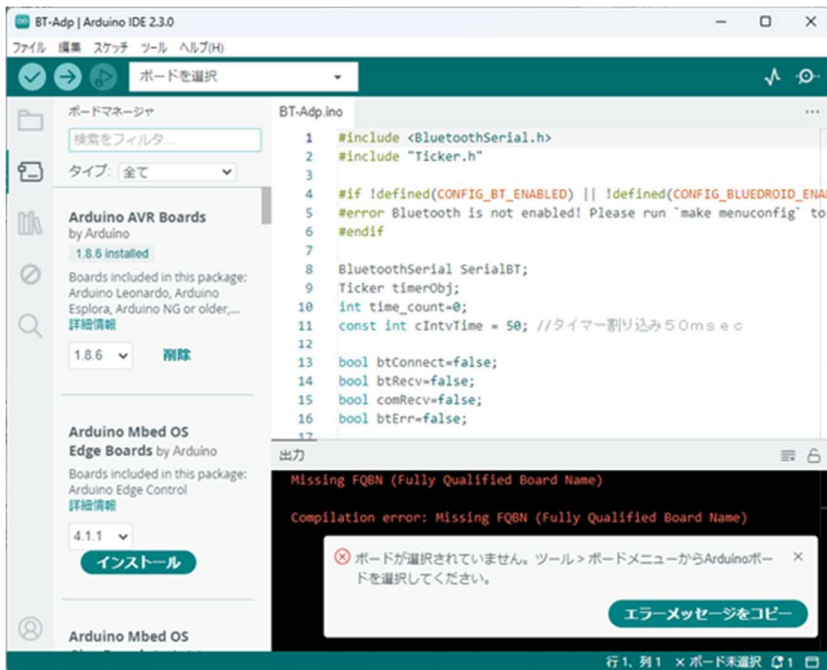 BT-Adp | Arduino IDE 2.3.0
ファイル 編集 スケッチ ツール ヘルプ(H)
ボードを選択
ボードマネージャ
検索をフィルタ...
タイプ: 全て
Arduino AVR Boards
by Arduino
1.8.6 installed
Boards included in this package:
Arduino Leonardo, Arduino
Esplora, Arduino NG or older,...
詳細情報
1.8.6
削除
Arduino Mbed OS
Edge Boards by Arduino
Boards included in this package:
Arduino Edge Control
詳細情報
4.1.1
インストール
Arduino Mbed OS
BT-Adp.ino
1 #include <BluetoothSerial.h>
2 #include "Ticker.h"
3
4 #if !defined(CONFIG_BT_ENABLED) || !defined(CONFIG_BLUEDROID_ENA
5 #error Bluetooth is not enabled! Please run `make menuconfig` to
6 #endif
7
8 BluetoothSerial SerialBT;
9 Ticker timerObj;
10 int time_count=0;
11 const int cIntvTime = 50; //タイマー割り込み50msec
12
13 bool btConnect=false;
14 bool btRecv=false;
15 bool comRecv=false;
16 bool btErr=false;
17
出力
Missing FQBN (Fully Qualified Board Name)
Compilation error: Missing FQBN (Fully Qualified Board Name)
ボードが選択されていません。ツール > ボードメニューからArduinoボー
ドを選択してください。
エラーメッセージをコピー
行 1、列 1 × ボード未選択 1